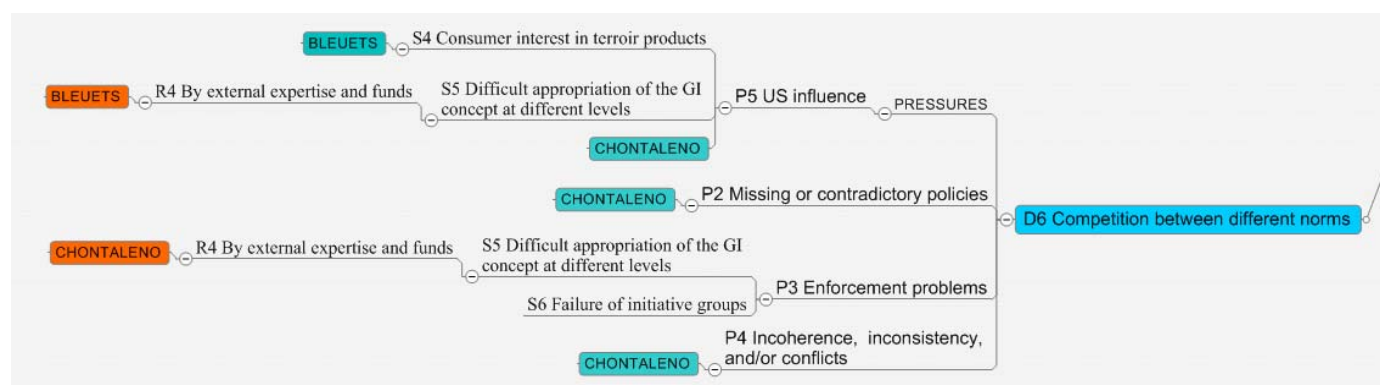 BLEUETS
S4 Consumer interest in terroir products
BLEUETS
R4 By external expertise and funds
S5 Difficult appropriation of the GI
concept at different levels
P5 US influence
PRESSURES
CHONTALENO
CHONTALENO
P2 Missing or contradictory policies
D6 Competition between different norms
CHONTALENO
R4 By external expertise and funds
S5 Difficult appropriation of the GI
concept at different levels
P3 Enforcement problems
S6 Failure of initiative groups
CHONTALENO
P4 Incoherence, inconsistency,
and/or conflicts